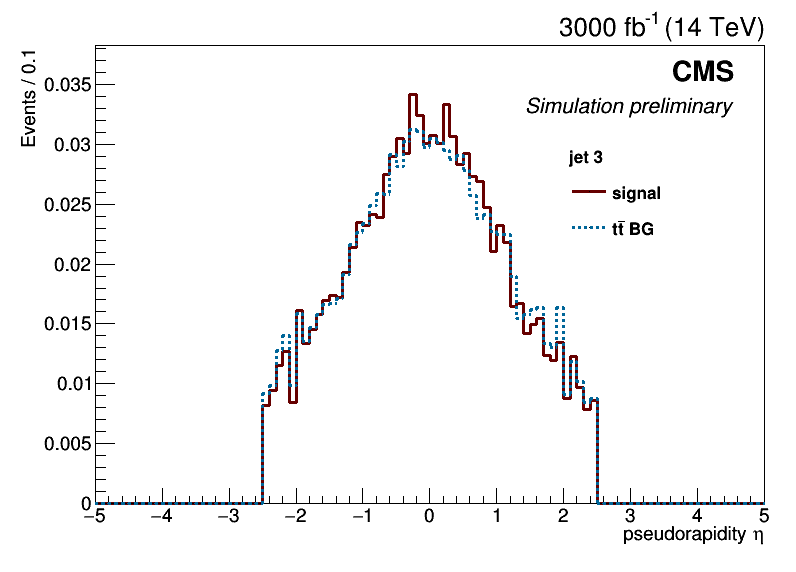 3000 fb-1 (14 TeV)
CMS
Simulation preliminary
jet 3
signal
tt̄ BG
Events / 0.1
0.035
0.03
0.025
0.02
0.015
0.01
0.005
0
−5 −4 −3 −2 −1 0 1 2 3 4 5
pseudorapidity η